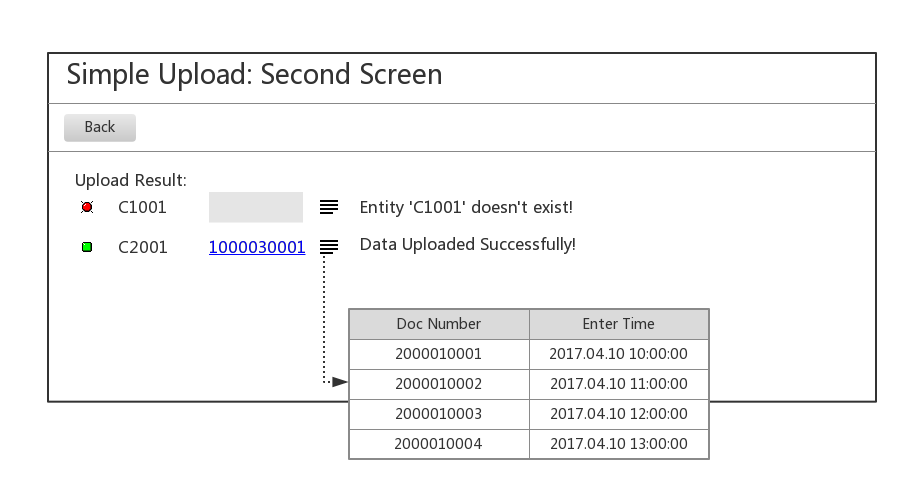 Simple Upload: Second Screen
Back
Upload Result:
C1001 Entity 'C1001' doesn't exist!
C2001 1000030001 Data Uploaded Successfully!
Doc Number Enter Time
2000010001 2017.04.10 10:00:00
2000010002 2017.04.10 11:00:00
2000010003 2017.04.10 12:00:00
2000010004 2017.04.10 13:00:00